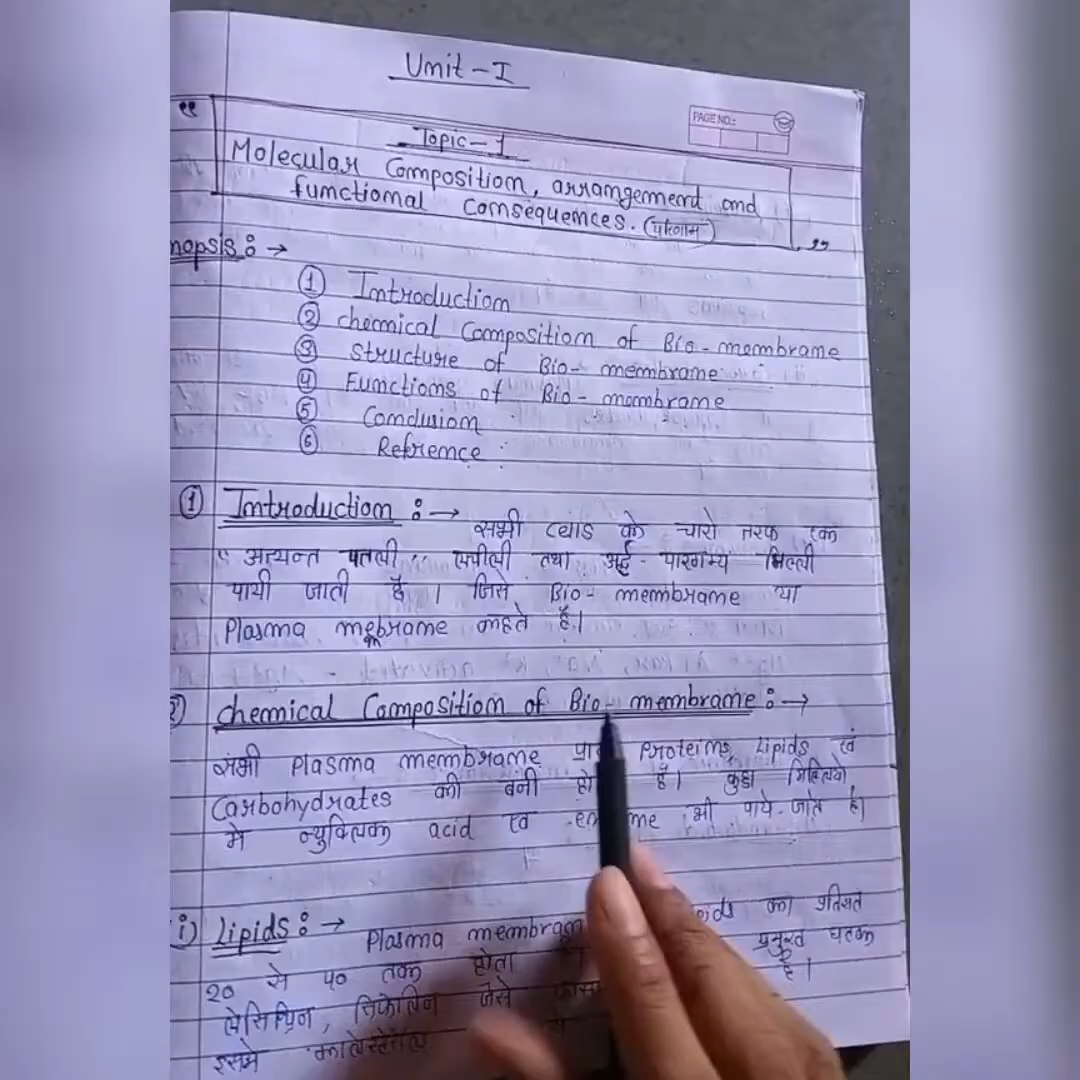 Unit - I
PAGE NO.:
Topic - 1
"Molecular Composition, arrangement and
functional Consequences. (परिणाम)"
nopsis :- →
① Introduction
② chemical Composition of Bio-membrane
③ structure of Bio-membrane
④ Functions of Bio-membrane
⑤ Conclusion
⑥ Refrence
① Introduction :- →
सभी cells के चारो तरफ एक
अत्यन्त पतली, लचीली तथा अर्द्ध-पारगम्य झिल्ली
पायी जाती है। जिसे Bio-membrane या
Plasma membrane कहते हैं।
2) chemical Composition of Bio-membrane :- →
सभी Plasma membrane Proteins, Lipids एवं
Carbohydrates की बनी हैं। कुछ झिल्लियो
मे न्युक्लिक acid एवं भी पाये-जाते है।
i) Lipids :- → Plasma membrane का प्रतिशत
20 से 40 तक होता प्रमुख घटक
लेसिथिन, सिफेलिन जैसे है।
इसमे कोलेस्टेरोल